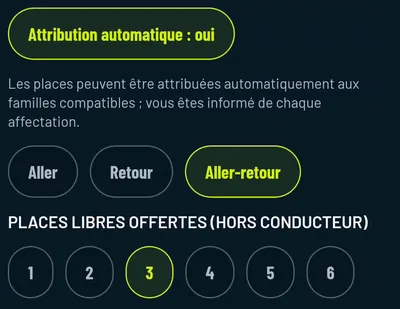 Attribution automatique : oui
Les places peuvent être attribuées automatiquement aux
familles compatibles ; vous êtes informé de chaque
affectation.
Aller Retour Aller-retour
PLACES LIBRES OFFERTES (HORS CONDUCTEUR)
1 2 3 4 5 6